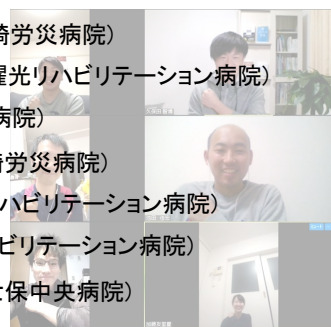 崎労災病院）
曜光リハビリテーション病院）
病院）
崎労災病院）
ハビリテーション病院）
ビリテーション病院）
士保中央病院）